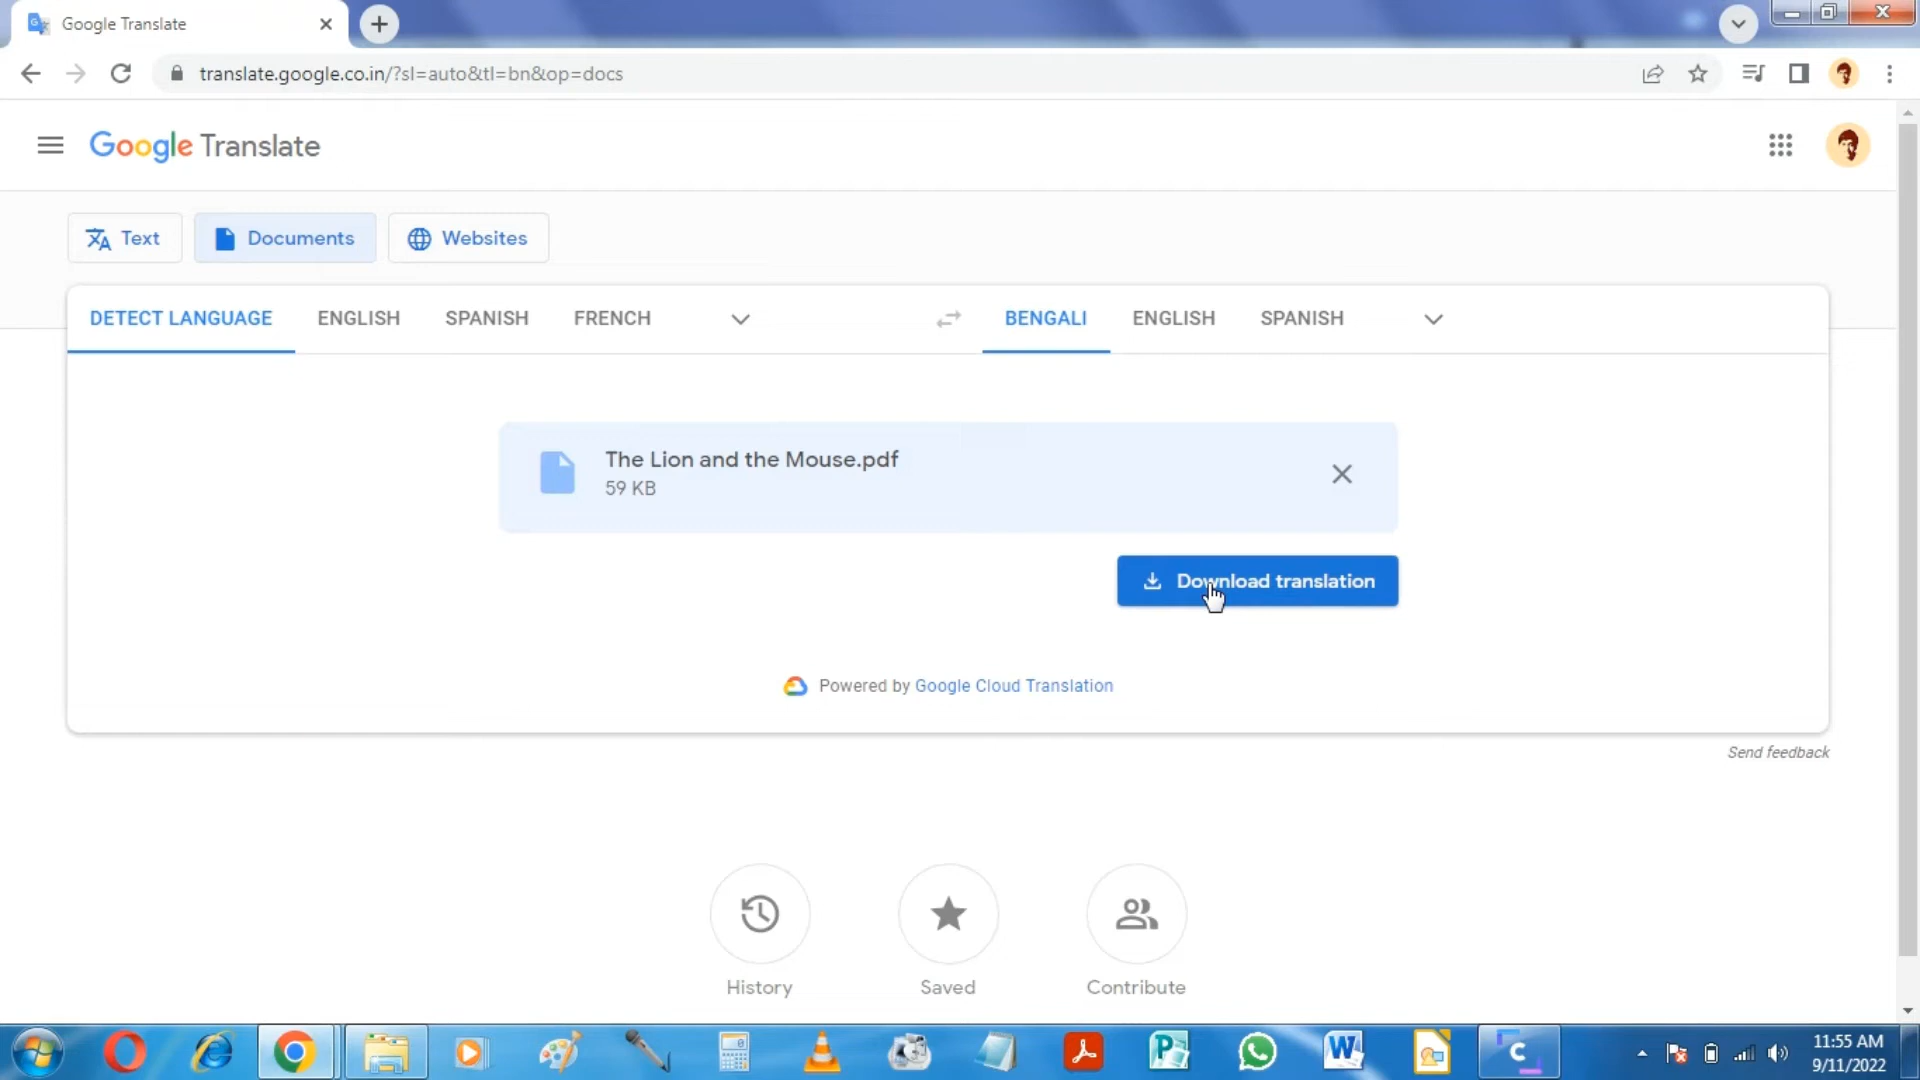 Google Translate
translate.google.co.in/?sl=auto&tl=bn&op=docs
Google Translate
Text
Documents
Websites
DETECT LANGUAGE ENGLISH SPANISH FRENCH
BENGALI ENGLISH SPANISH
The Lion and the Mouse.pdf
59 KB
Download translation
Powered by Google Cloud Translation
Send feedback
History
Saved
Contribute
11:55 AM
9/11/2022